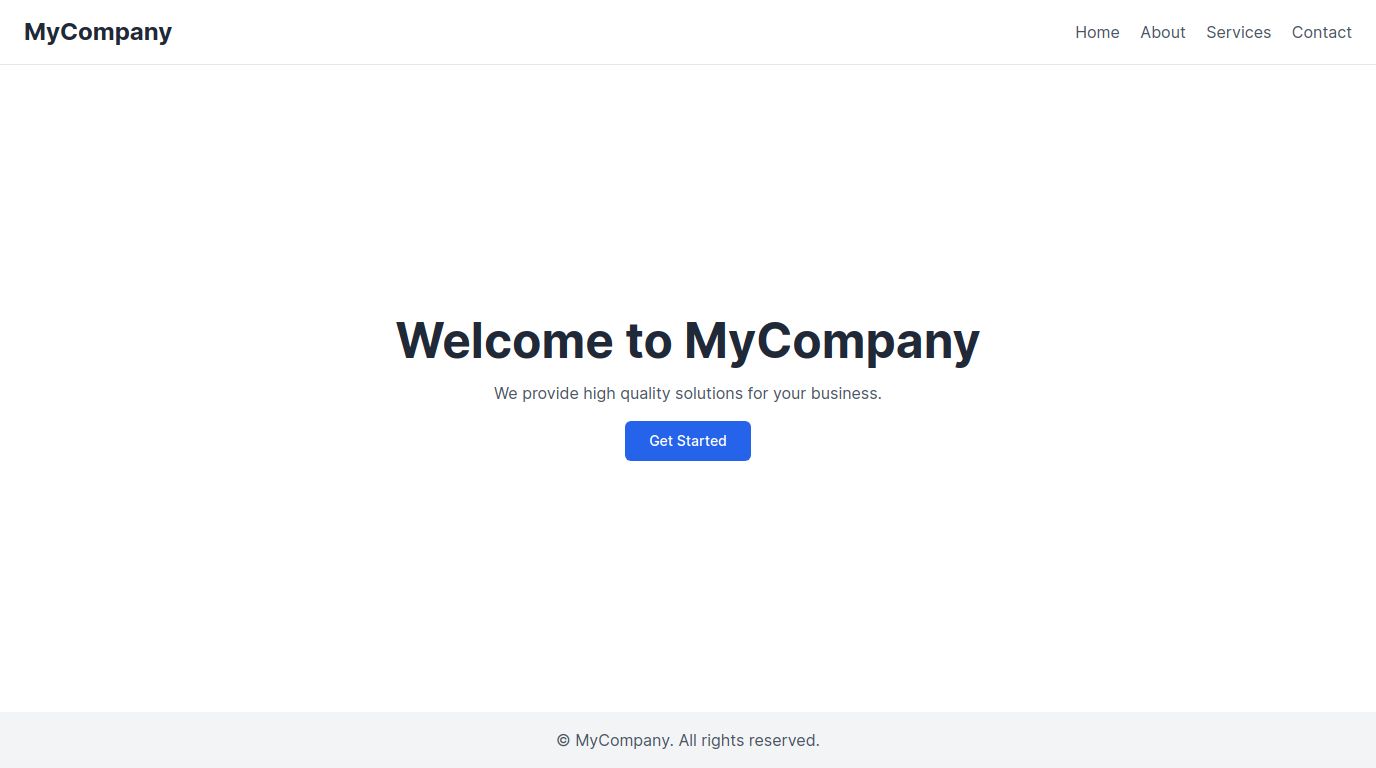 MyCompany
Home About Services Contact
Welcome to MyCompany
We provide high quality solutions for your business.
Get Started
© MyCompany. All rights reserved.